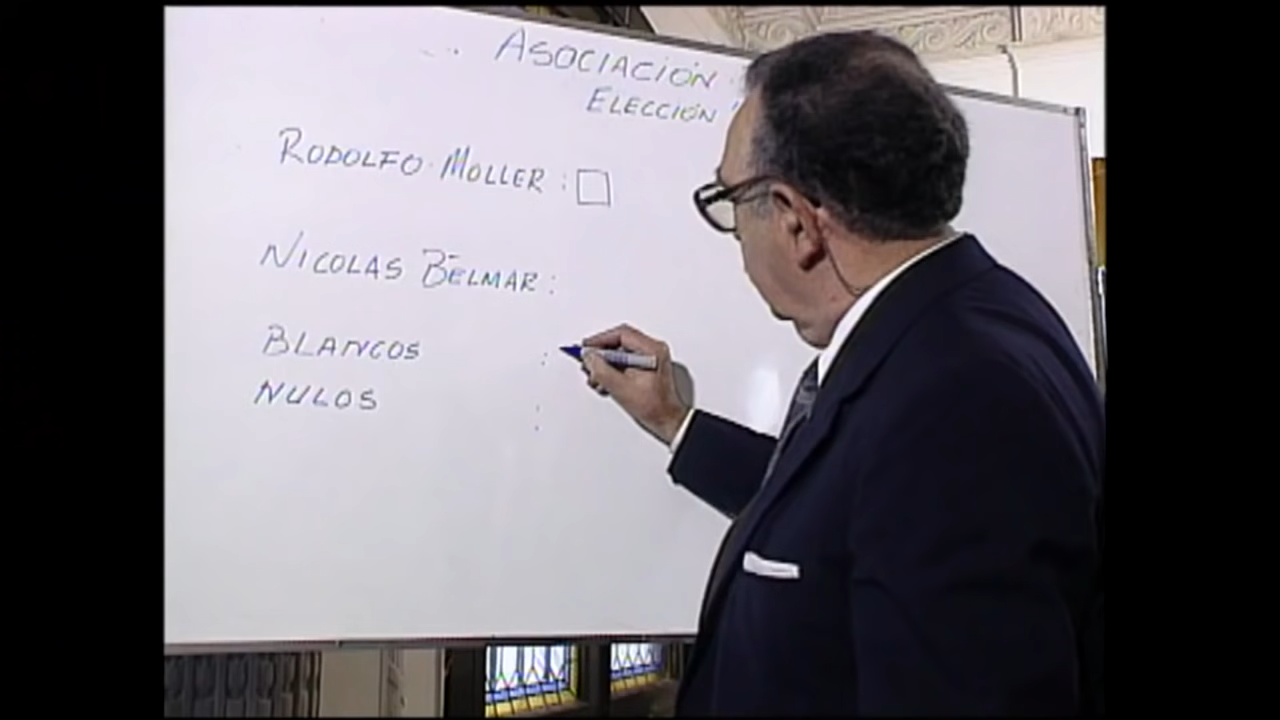 ASOCIACIÓN
ELECCIÓN "
RODOLFO MOLLER :
NICOLAS BELMAR :
BLANCOS :
NULOS :